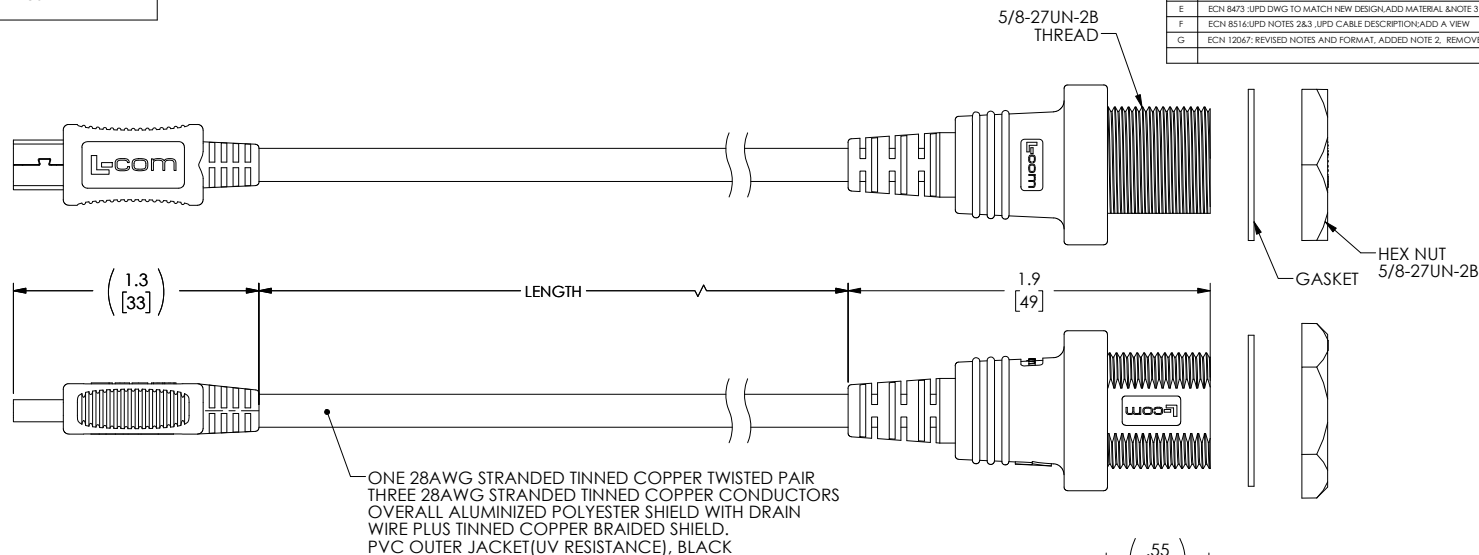 E ECN 8473 :UPD DWG TO MATCH NEW DESIGN,ADD MATERIAL &NOTE 3
F ECN 8516:UPD NOTES 2&3 ,UPD CABLE DESCRIPTION;ADD A VIEW
G ECN 12067: REVISED NOTES AND FORMAT, ADDED NOTE 2, REMOVE
5/8-27UN-2B
THREAD
L-com
L-com
HEX NUT
5/8-27UN-2B
GASKET
(1.3)
[33]
LENGTH
1.9
[49]
L-com
ONE 28AWG STRANDED TINNED COPPER TWISTED PAIR
THREE 28AWG STRANDED TINNED COPPER CONDUCTORS
OVERALL ALUMINIZED POLYESTER SHIELD WITH DRAIN
WIRE PLUS TINNED COPPER BRAIDED SHIELD.
PVC OUTER JACKET(UV RESISTANCE), BLACK
(.55)